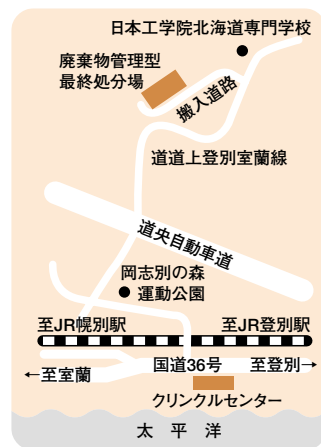 日本工学院北海道専門学校
廃棄物管理型
最終処分場
搬入道路
道道上登別室蘭線
道央自動車道
岡志別の森
運動公園
至JR幌別駅
至JR登別駅
国道36号
至登別→
←至室蘭
クリンクルセンター
太平洋